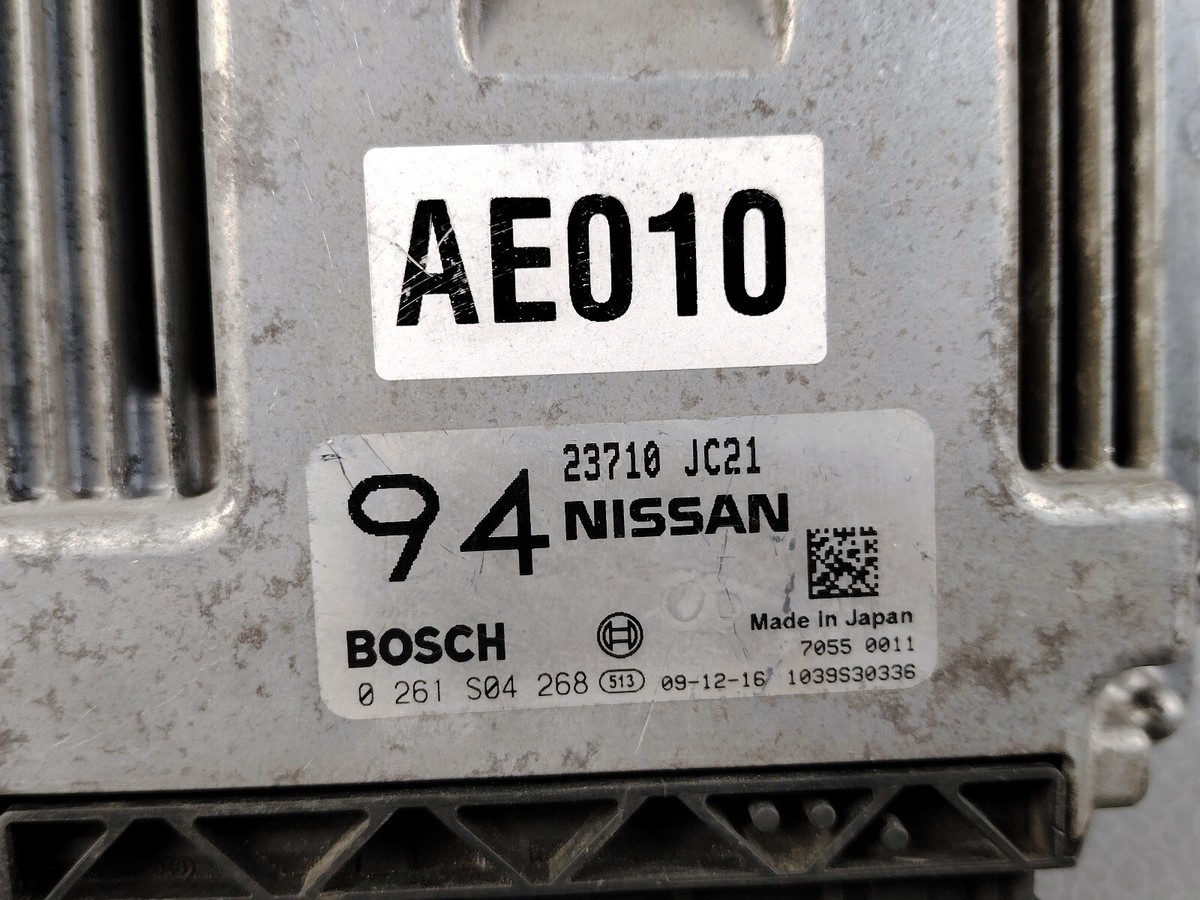 AE010
23710 JC21
94 NISSAN
Made in Japan
BOSCH
7055 0011
0 261 S04 268 513 09-12-16 1039S30336